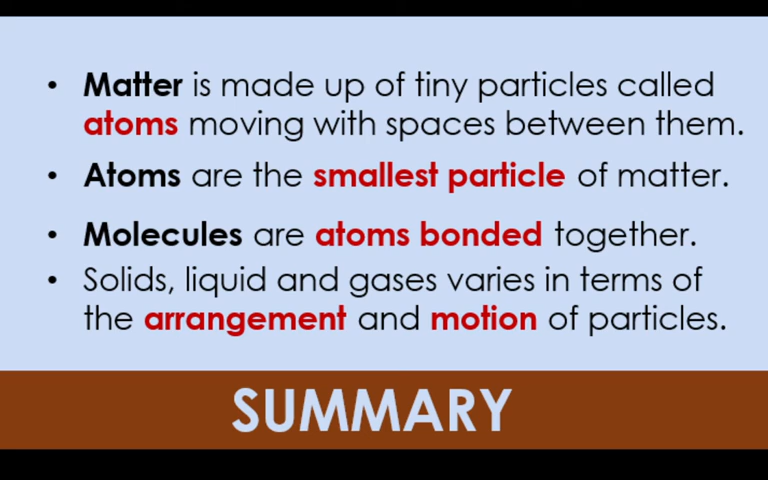 • Matter is made up of tiny particles called
atoms moving with spaces between them.
• Atoms are the smallest particle of matter.
• Molecules are atoms bonded together.
• Solids, liquid and gases varies in terms of
the arrangement and motion of particles.
SUMMARY